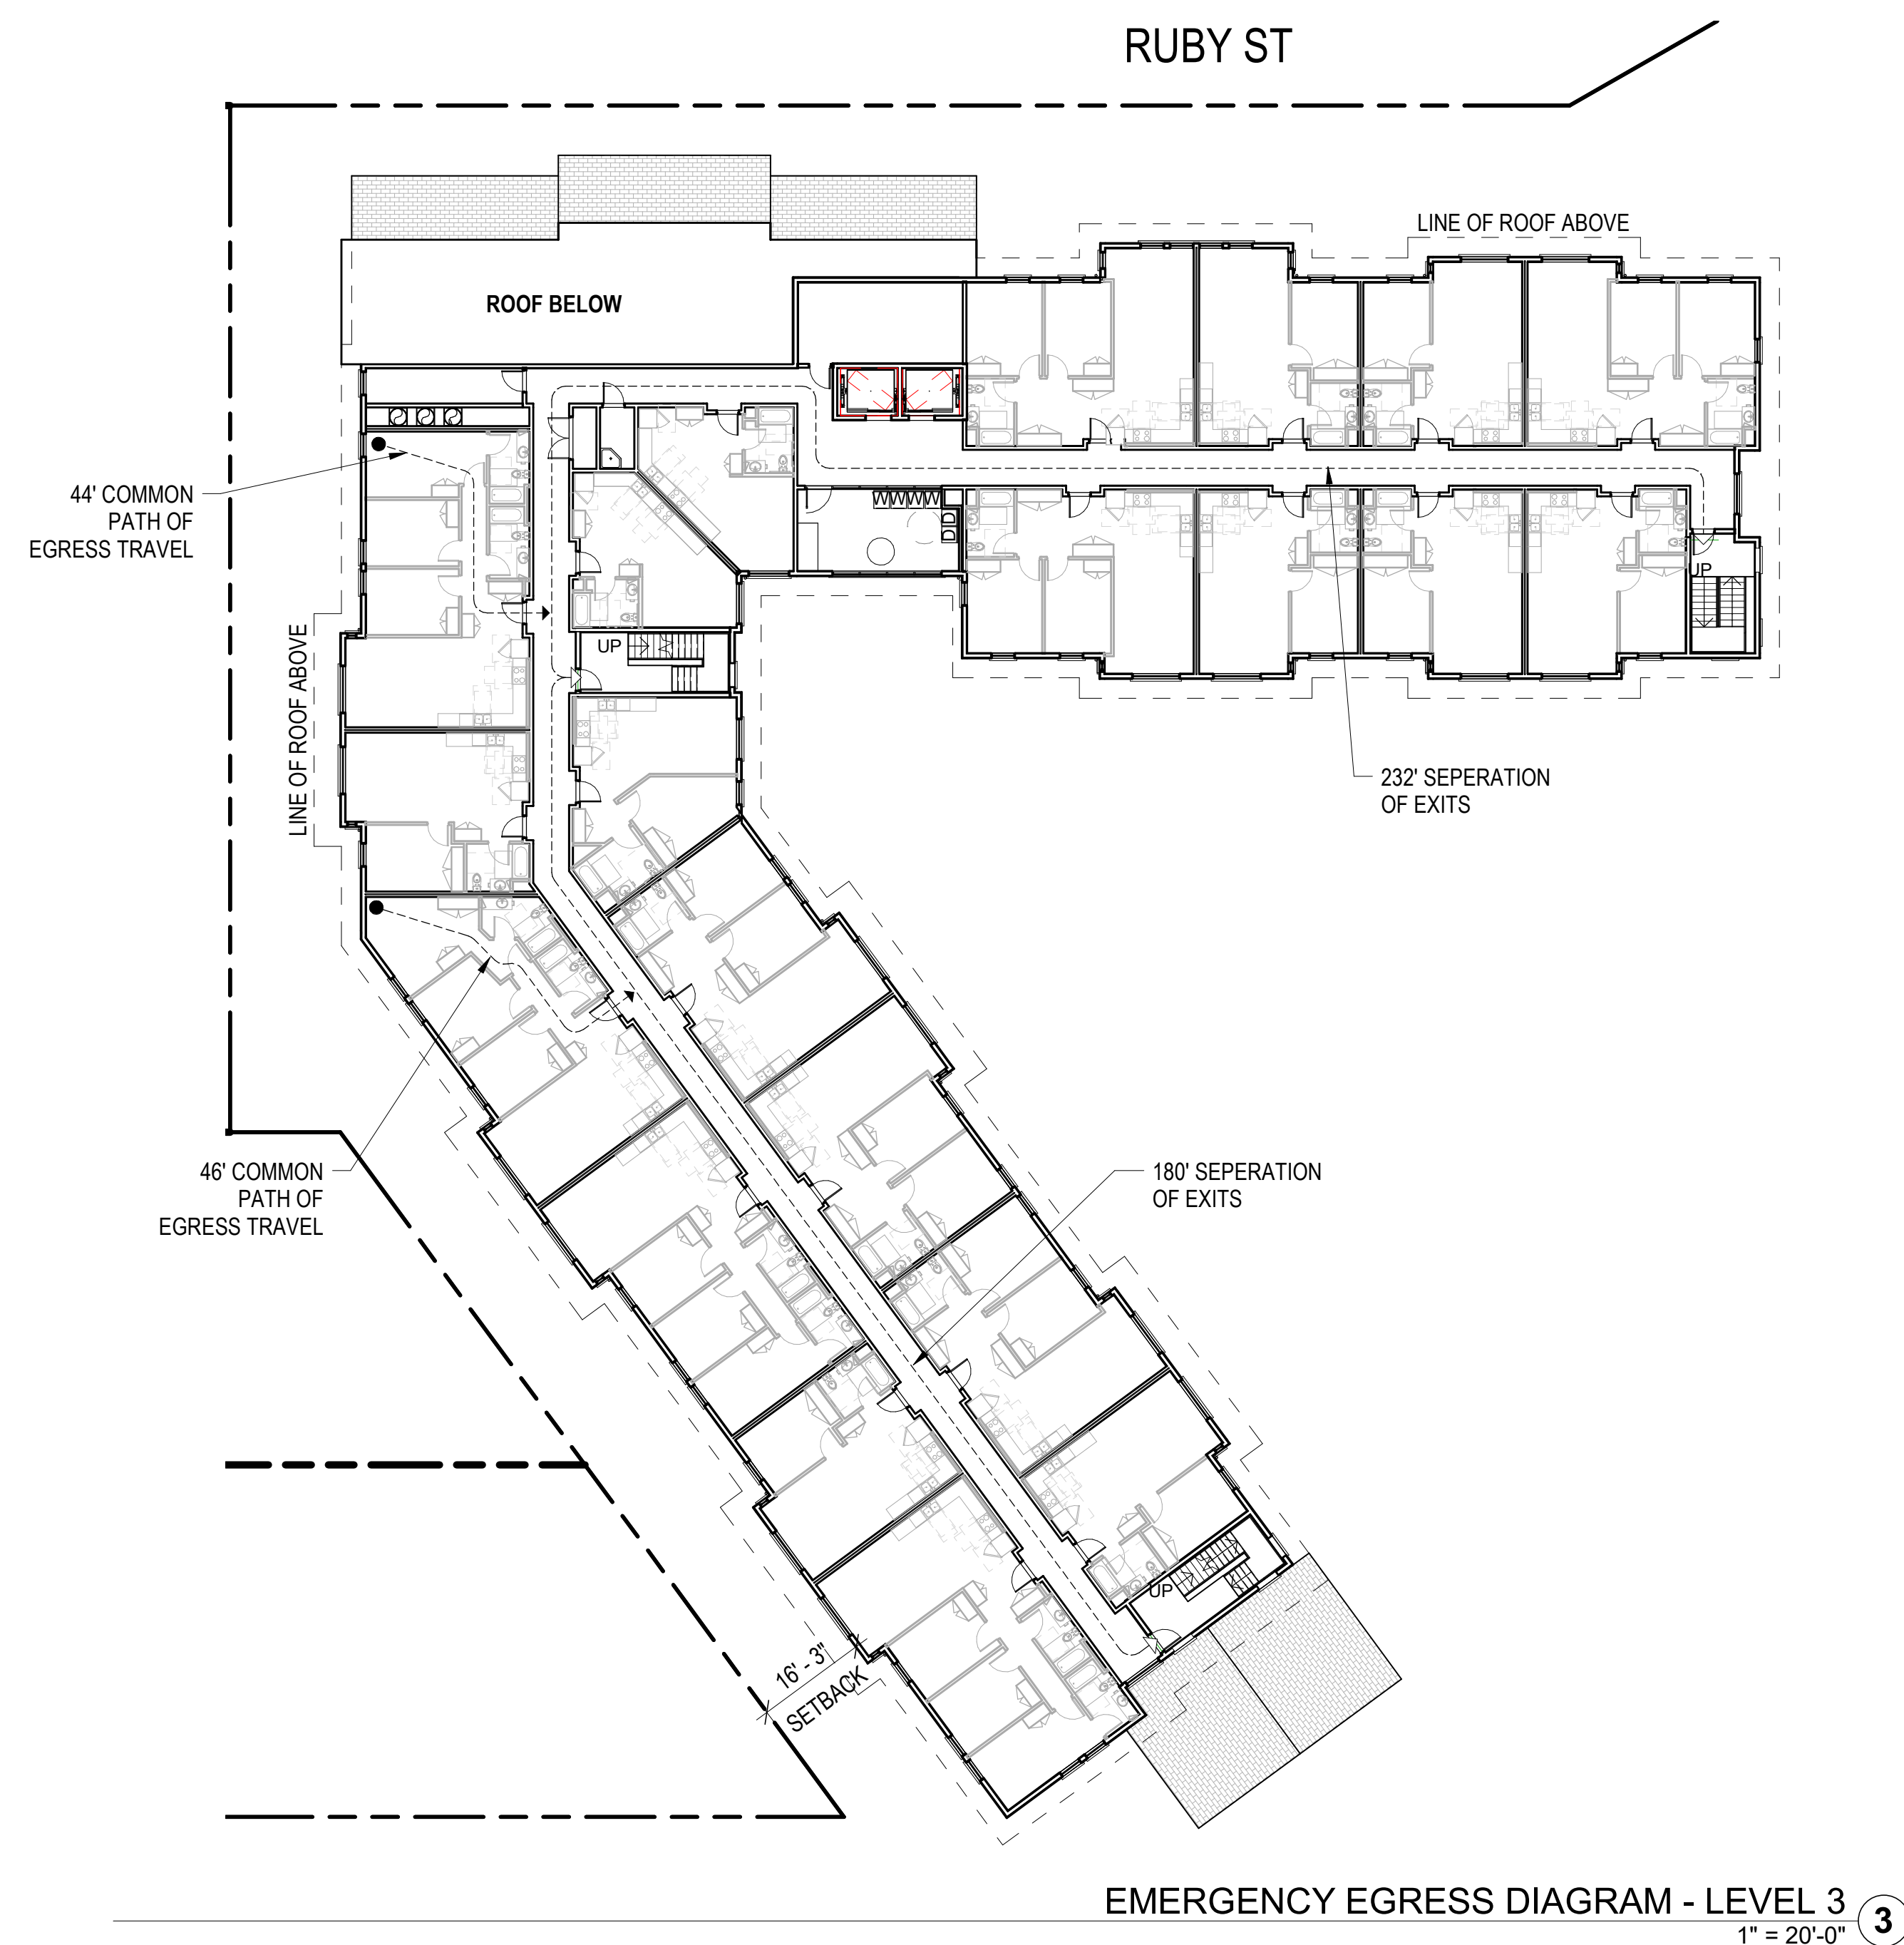 RUBY ST
LINE OF ROOF ABOVE
ROOF BELOW
44' COMMON
PATH OF
EGRESS TRAVEL
UP
UP
LINE OF ROOF ABOVE
232' SEPERATION
OF EXITS
46' COMMON
PATH OF
EGRESS TRAVEL
180' SEPERATION
OF EXITS
UP
16' - 3"
SETBACK
EMERGENCY EGRESS DIAGRAM - LEVEL 3
3
1" = 20'-0"